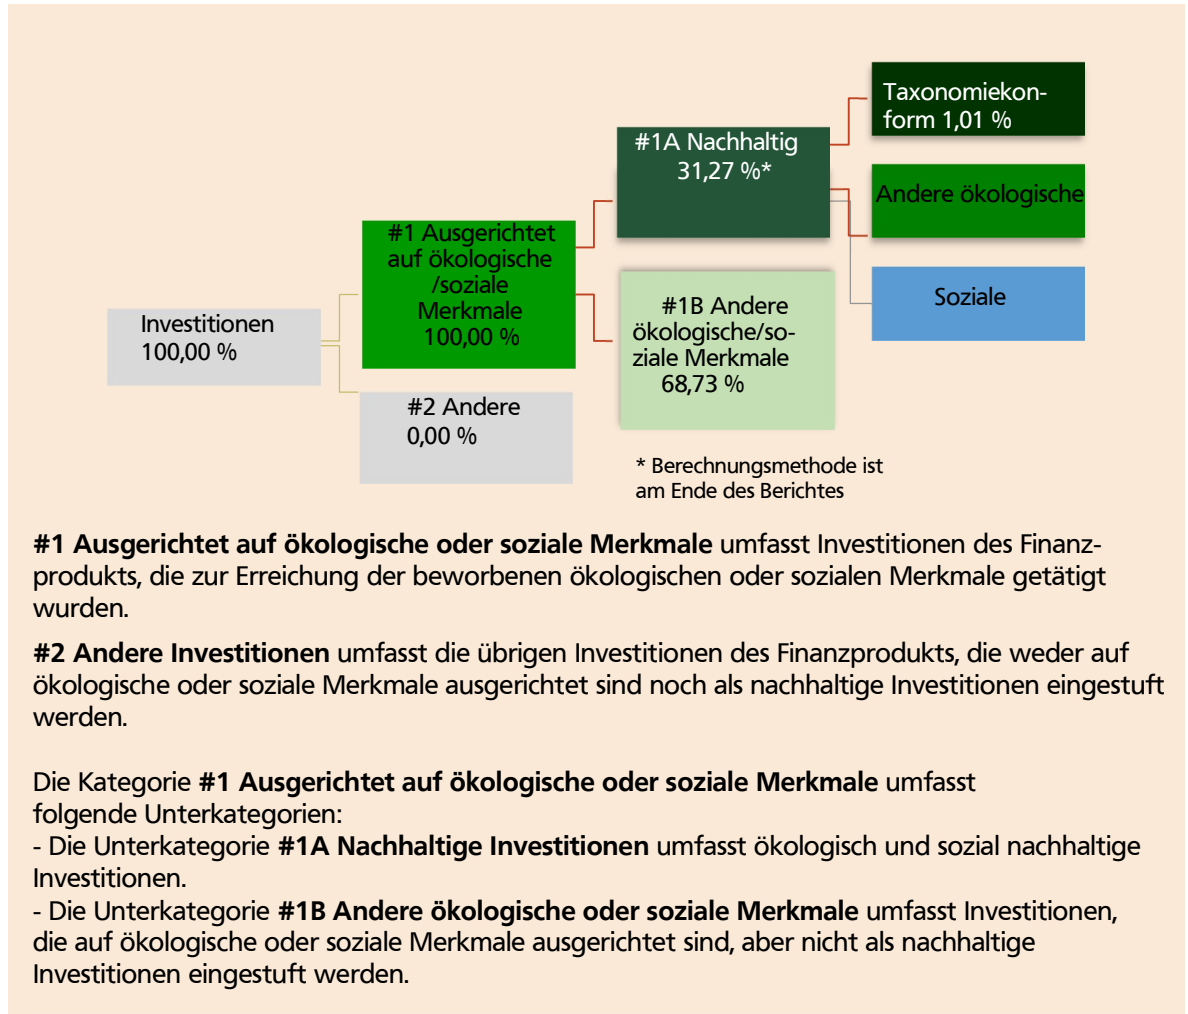 Taxonomiekon-
form 1,01 %
#1A Nachhaltig
31,27 %*
Andere ökologische
#1 Ausgerichtet
auf ökologische
/soziale
Merkmale
100,00 %
Soziale
#1B Andere
ökologische/so-
ziale Merkmale
68,73 %
Investitionen
100,00 %
#2 Andere
0,00 %
* Berechnungsmethode ist
am Ende des Berichtes
#1 Ausgerichtet auf ökologische oder soziale Merkmale umfasst Investitionen des Finanz-
produkts, die zur Erreichung der beworbenen ökologischen oder sozialen Merkmale getätigt
wurden.
#2 Andere Investitionen umfasst die übrigen Investitionen des Finanzprodukts, die weder auf
ökologische oder soziale Merkmale ausgerichtet sind noch als nachhaltige Investitionen eingestuft
werden.
Die Kategorie #1 Ausgerichtet auf ökologische oder soziale Merkmale umfasst
folgende Unterkategorien:
- Die Unterkategorie #1A Nachhaltige Investitionen umfasst ökologisch und sozial nachhaltige
Investitionen.
- Die Unterkategorie #1B Andere ökologische oder soziale Merkmale umfasst Investitionen,
die auf ökologische oder soziale Merkmale ausgerichtet sind, aber nicht als nachhaltige
Investitionen eingestuft werden.